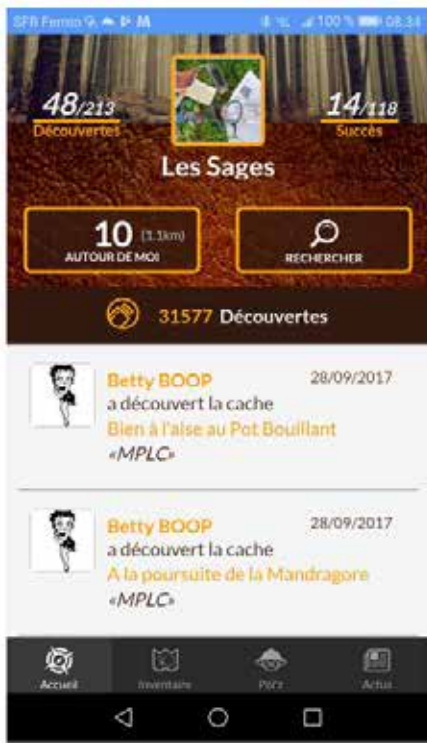 SFR Femto
100 % 08:34
48/213
Découvertes
14/118
Succès
Les Sages
10 (1.1km)
AUTOUR DE MOI
RECHERCHER
31577 Découvertes
Betty BOOP 28/09/2017
a découvert la cache
Bien à l'aise au Pot Bouillant
«MPLC»
Betty BOOP 28/09/2017
a découvert la cache
A la poursuite de la Mandragore
«MPLC»
Accueil
Inventaire
Poï'z
Actus